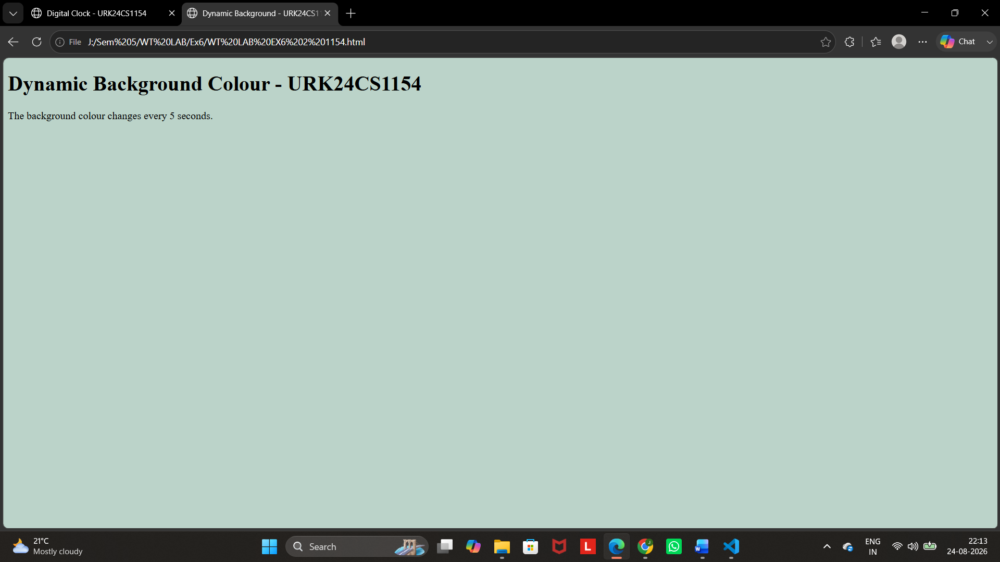 Digital Clock - URK24CS1154
Dynamic Background - URK24CS1
File J:/Sem%205/WT%20LAB/Ex6/WT%20LAB%20EX6%202%201154.html
Chat
Dynamic Background Colour - URK24CS1154
The background colour changes every 5 seconds.
21°C
Mostly cloudy
Search
L
W
J
ENG
IN
22:13
24-08-2026